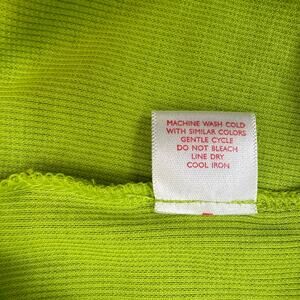 MACHINE WASH COLD
WITH SIMILAR COLORS
GENTLE CYCLE
DO NOT BLEACH
LINE DRY
COOL IRON